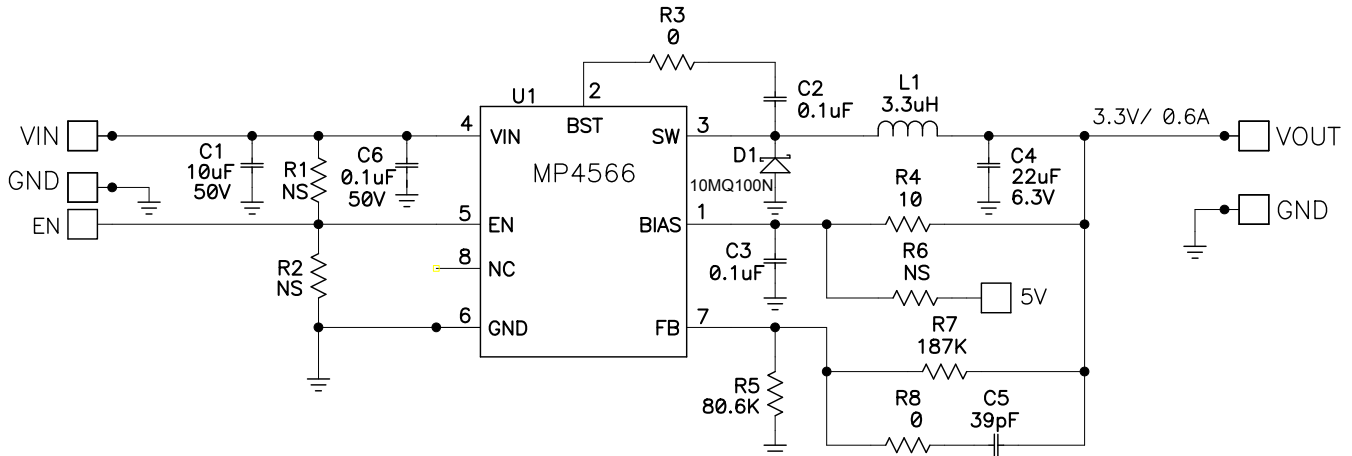 R3
0
U1
2
BST
C2
0.1uF
L1
3.3uH
VIN
4
VIN
SW
3
3.3V/ 0.6A
VOUT
C1
10uF
50V
R1
NS
C6
0.1uF
50V
MP4566
D1
10MQ100N
C4
22uF
6.3V
GND
R4
10
GND
EN
5
EN
BIAS
1
R2
NS
8
NC
C3
0.1uF
R6
NS
5V
6
GND
FB
7
R7
187K
R5
80.6K
R8
0
C5
39pF